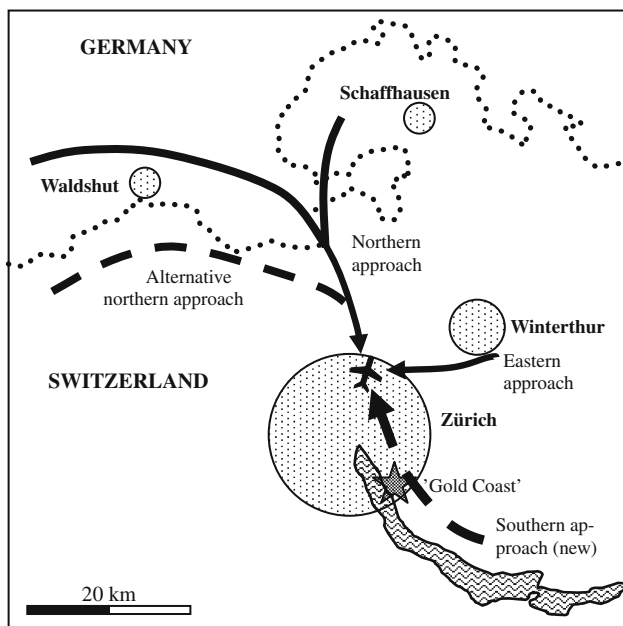 GERMANY
Schaffhausen
Waldshut
Northern
approach
Alternative
northern approach
Winterthur
Eastern
approach
SWITZERLAND
Zürich
'Gold Coast'
Southern ap-
proach (new)
20 km